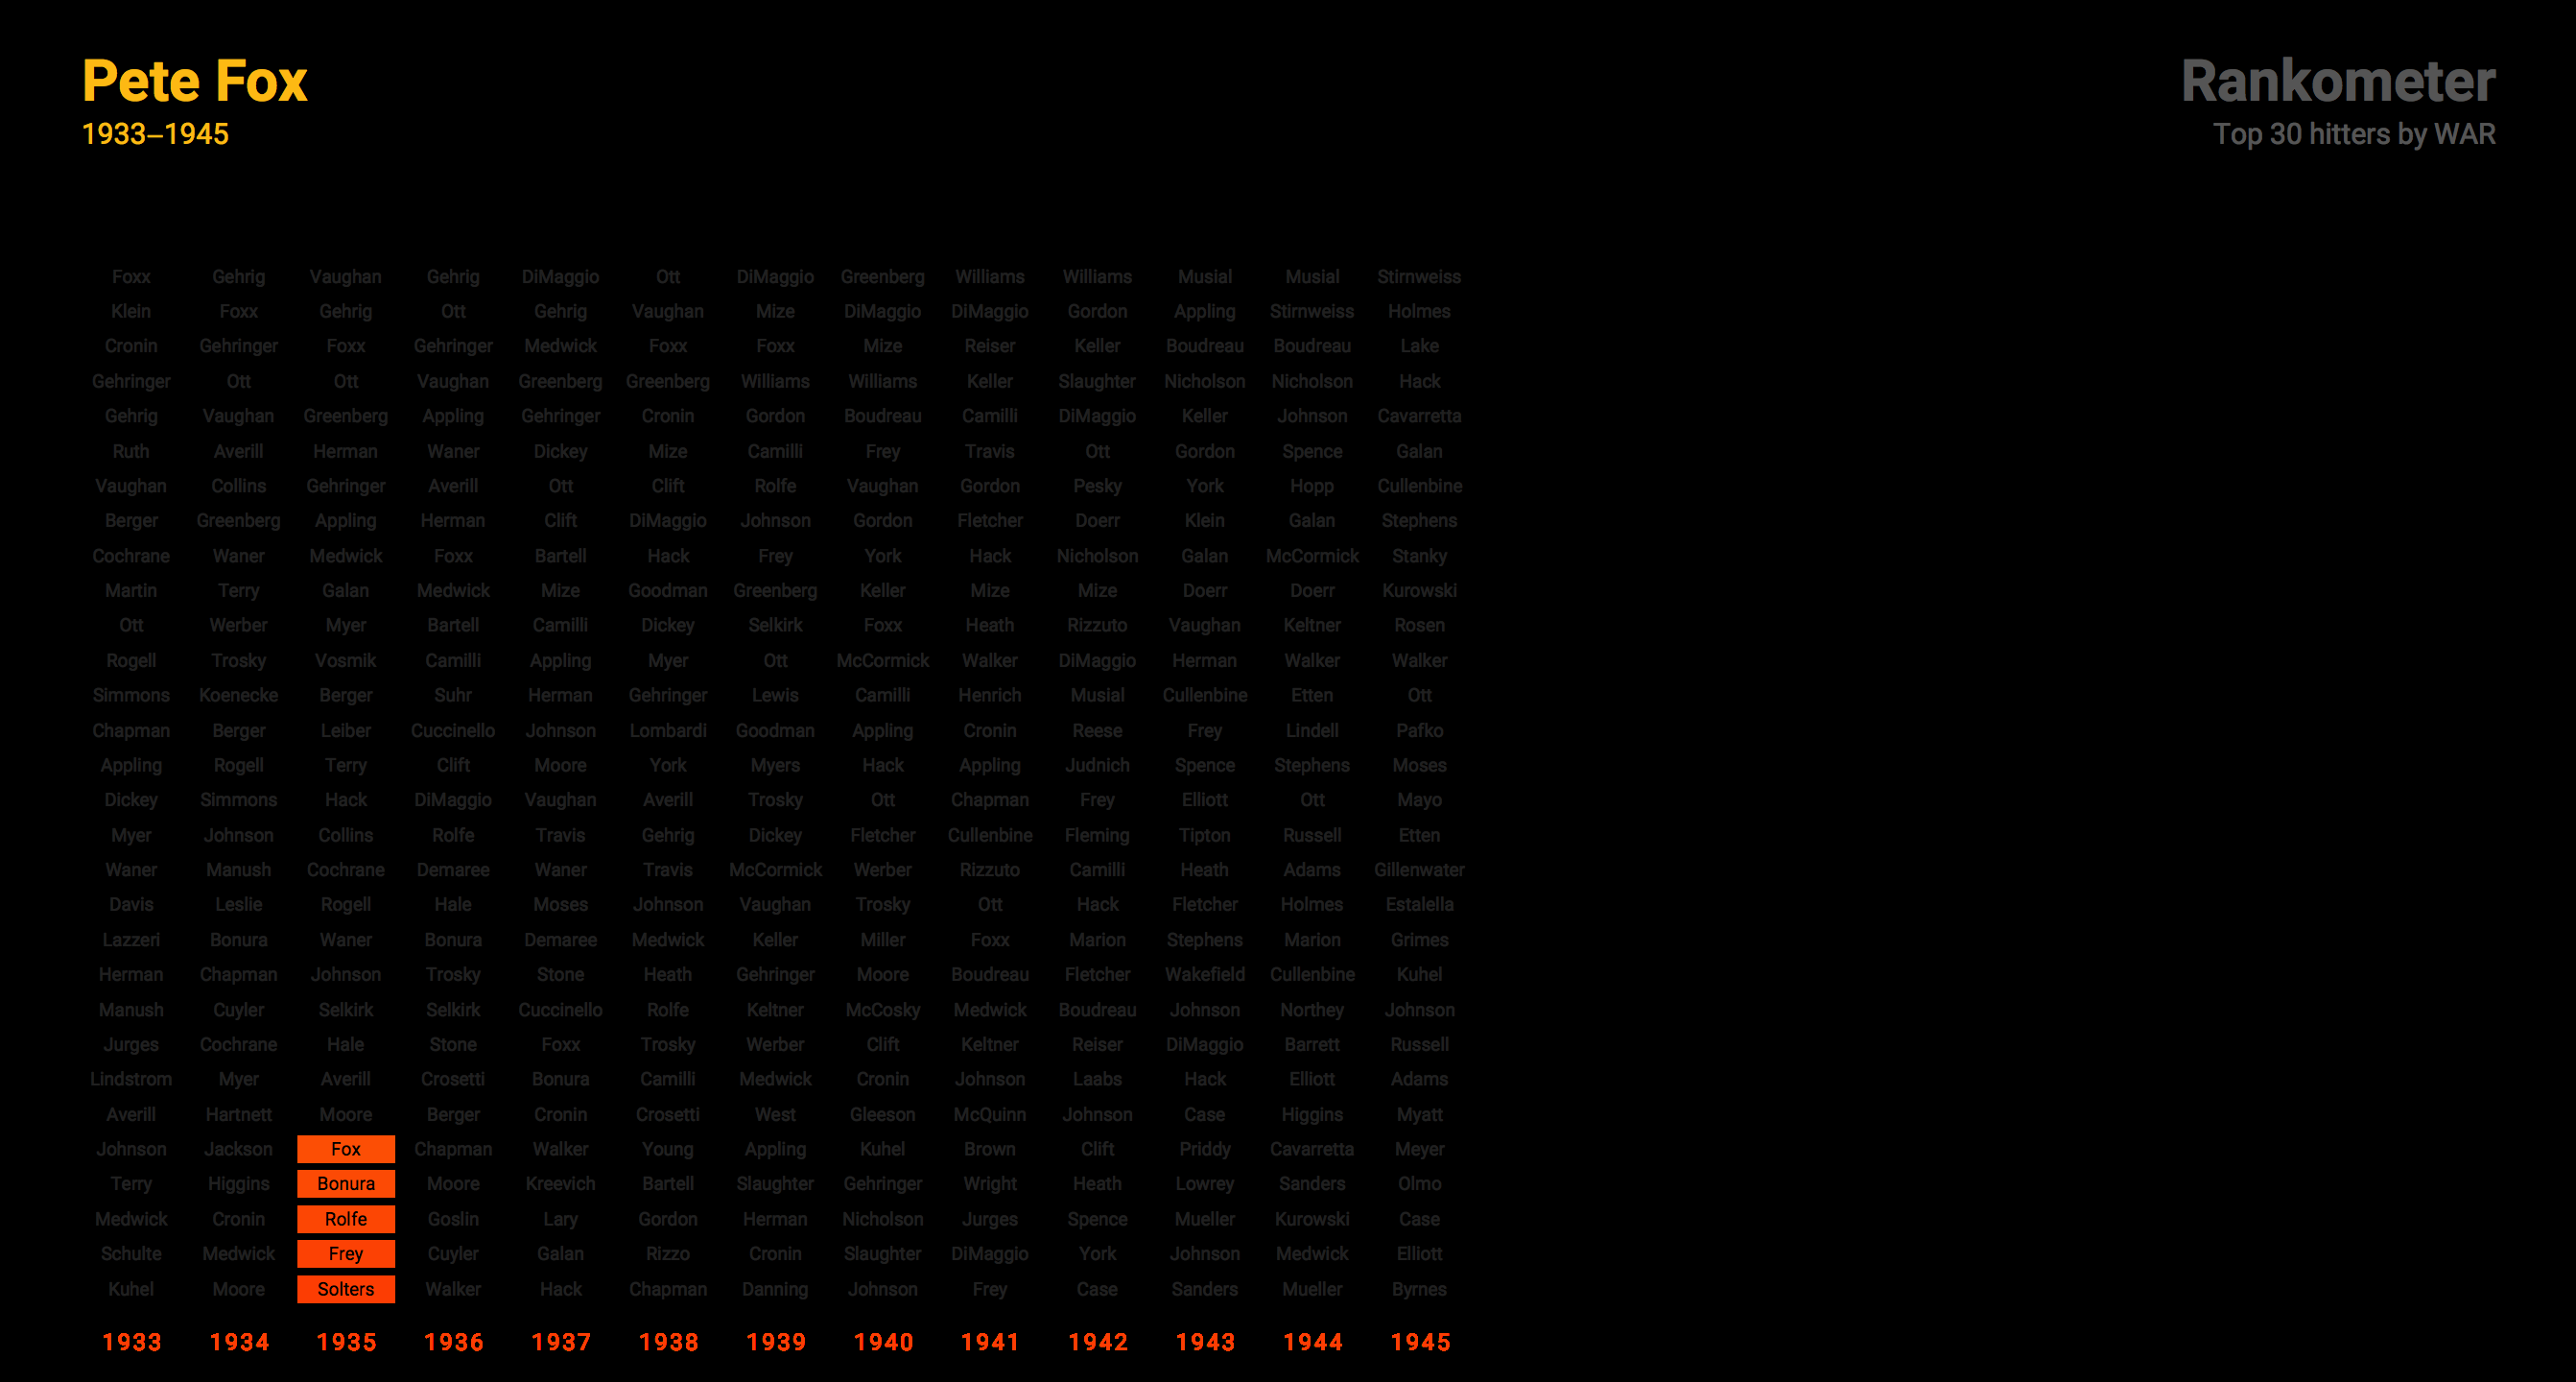 Pete Fox
1933–1945
Rankometer
Top 30 hitters by WAR
Foxx Gehrig Vaughan Gehrig DiMaggio Ott DiMaggio Greenberg Williams Williams Musial Musial Stirnweiss
Klein Foxx Gehrig Ott Gehrig Vaughan Mize DiMaggio DiMaggio Gordon Appling Stirnweiss Holmes
Cronin Gehringer Foxx Gehringer Medwick Foxx Foxx Mize Reiser Keller Boudreau Boudreau Lake
Gehringer Ott Ott Vaughan Greenberg Greenberg Williams Williams Keller Slaughter Nicholson Nicholson Hack
Gehrig Vaughan Greenberg Appling Gehringer Cronin Gordon Boudreau Camilli DiMaggio Keller Johnson Cavarretta
Ruth Averill Herman Waner Dickey Mize Camilli Frey Travis Ott Gordon Spence Galan
Vaughan Collins Gehringer Averill Ott Clift Rolfe Vaughan Gordon Pesky York Hopp Cullenbine
Berger Greenberg Appling Herman Clift DiMaggio Johnson Gordon Fletcher Doerr Klein Galan Stephens
Cochrane Waner Medwick Foxx Bartell Hack Frey York Hack Nicholson Galan McCormick Stanky
Martin Terry Galan Medwick Mize Goodman Greenberg Keller Mize Mize Doerr Doerr Kurowski
Ott Werber Myer Bartell Camilli Dickey Selkirk Foxx Heath Rizzuto Vaughan Keltner Rosen
Rogell Trosky Vosmik Camilli Appling Myer Ott McCormick Walker DiMaggio Herman Walker Walker
Simmons Koenecke Berger Suhr Herman Gehringer Lewis Camilli Henrich Musial Cullenbine Etten Ott
Chapman Berger Leiber Cuccinello Johnson Lombardi Goodman Appling Cronin Reese Frey Lindell Pafko
Appling Rogell Terry Clift Moore York Myers Hack Appling Judnich Spence Stephens Moses
Dickey Simmons Hack DiMaggio Vaughan Averill Trosky Ott Chapman Frey Elliott Ott Mayo
Myer Johnson Collins Rolfe Travis Gehrig Dickey Fletcher Cullenbine Fleming Tipton Russell Etten
Waner Manush Cochrane Demaree Waner Travis McCormick Werber Rizzuto Camilli Heath Adams Gillenwater
Davis Leslie Rogell Hale Moses Johnson Vaughan Trosky Ott Hack Fletcher Holmes Estalella
Lazzeri Bonura Waner Bonura Demaree Medwick Keller Miller Foxx Marion Stephens Marion Grimes
Herman Chapman Johnson Trosky Stone Heath Gehringer Moore Boudreau Fletcher Wakefield Cullenbine Kuhel
Manush Cuyler Selkirk Selkirk Cuccinello Rolfe Keltner McCosky Medwick Boudreau Johnson Northey Johnson
Jurges Cochrane Hale Stone Foxx Trosky Werber Clift Keltner Reiser DiMaggio Barrett Russell
Lindstrom Myer Averill Crosetti Bonura Camilli Medwick Cronin Johnson Laabs Hack Elliott Adams
Averill Hartnett Moore Berger Cronin Crosetti West Gleeson McQuinn Johnson Case Higgins Myatt
Johnson Jackson Fox Chapman Walker Young Appling Kuhel Brown Clift Priddy Cavarretta Meyer
Terry Higgins Bonura Moore Kreevich Bartell Slaughter Gehringer Wright Heath Lowrey Sanders Olmo
Medwick Cronin Rolfe Goslin Lary Gordon Herman Nicholson Jurges Spence Mueller Kurowski Case
Schulte Medwick Frey Cuyler Galan Rizzo Cronin Slaughter DiMaggio York Johnson Medwick Elliott
Kuhel Moore Solters Walker Hack Chapman Danning Johnson Frey Case Sanders Mueller Byrnes
1933 1934 1935 1936 1937 1938 1939 1940 1941 1942 1943 1944 1945